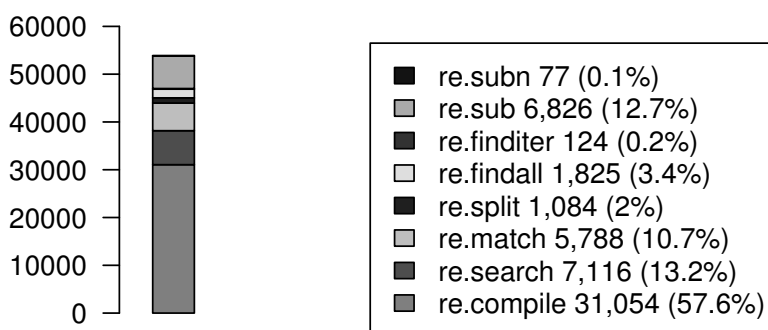 60000
50000
40000
30000
20000
10000
0
re.subn 77 (0.1%)
re.sub 6,826 (12.7%)
re.finditer 124 (0.2%)
re.findall 1,825 (3.4%)
re.split 1,084 (2%)
re.match 5,788 (10.7%)
re.search 7,116 (13.2%)
re.compile 31,054 (57.6%)